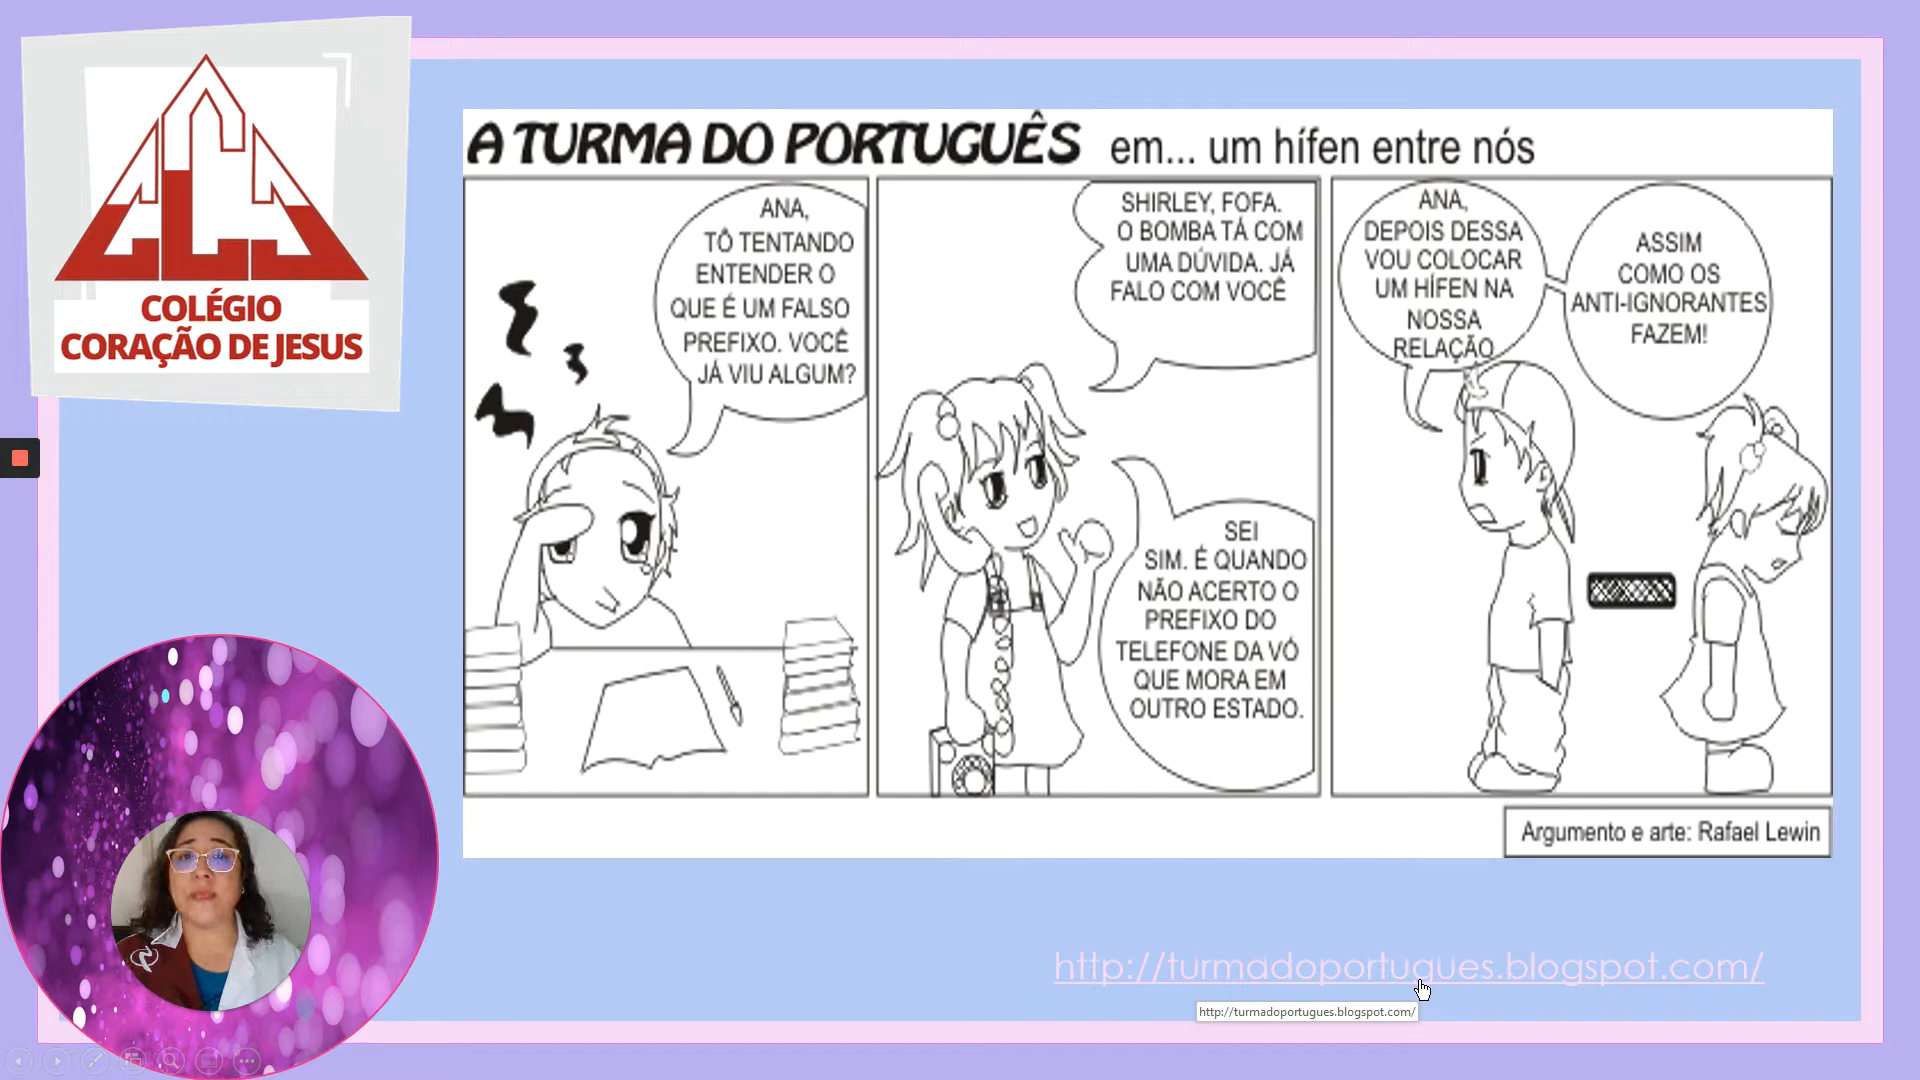 COLÉGIO
CORAÇÃO DE JESUS
A TURMA DO PORTUGUÊS em... um hífen entre nós
ANA,
TÔ TENTANDO
ENTENDER O
QUE É UM FALSO
PREFIXO. VOCÊ
JÁ VIU ALGUM?
SHIRLEY, FOFA.
O BOMBA TÁ COM
UMA DÚVIDA. JÁ
FALO COM VOCÊ
SEI
SIM. É QUANDO
NÃO ACERTO O
PREFIXO DO
TELEFONE DA VÓ
QUE MORA EM
OUTRO ESTADO.
ANA,
DEPOIS DESSA
VOU COLOCAR
UM HÍFEN NA
NOSSA
RELAÇÃO
ASSIM
COMO OS
ANTI-IGNORANTES
FAZEM!
Argumento e arte: Rafael Lewin
http://turmadoportugues.blogspot.com/
http://turmadoportugues.blogspot.com/